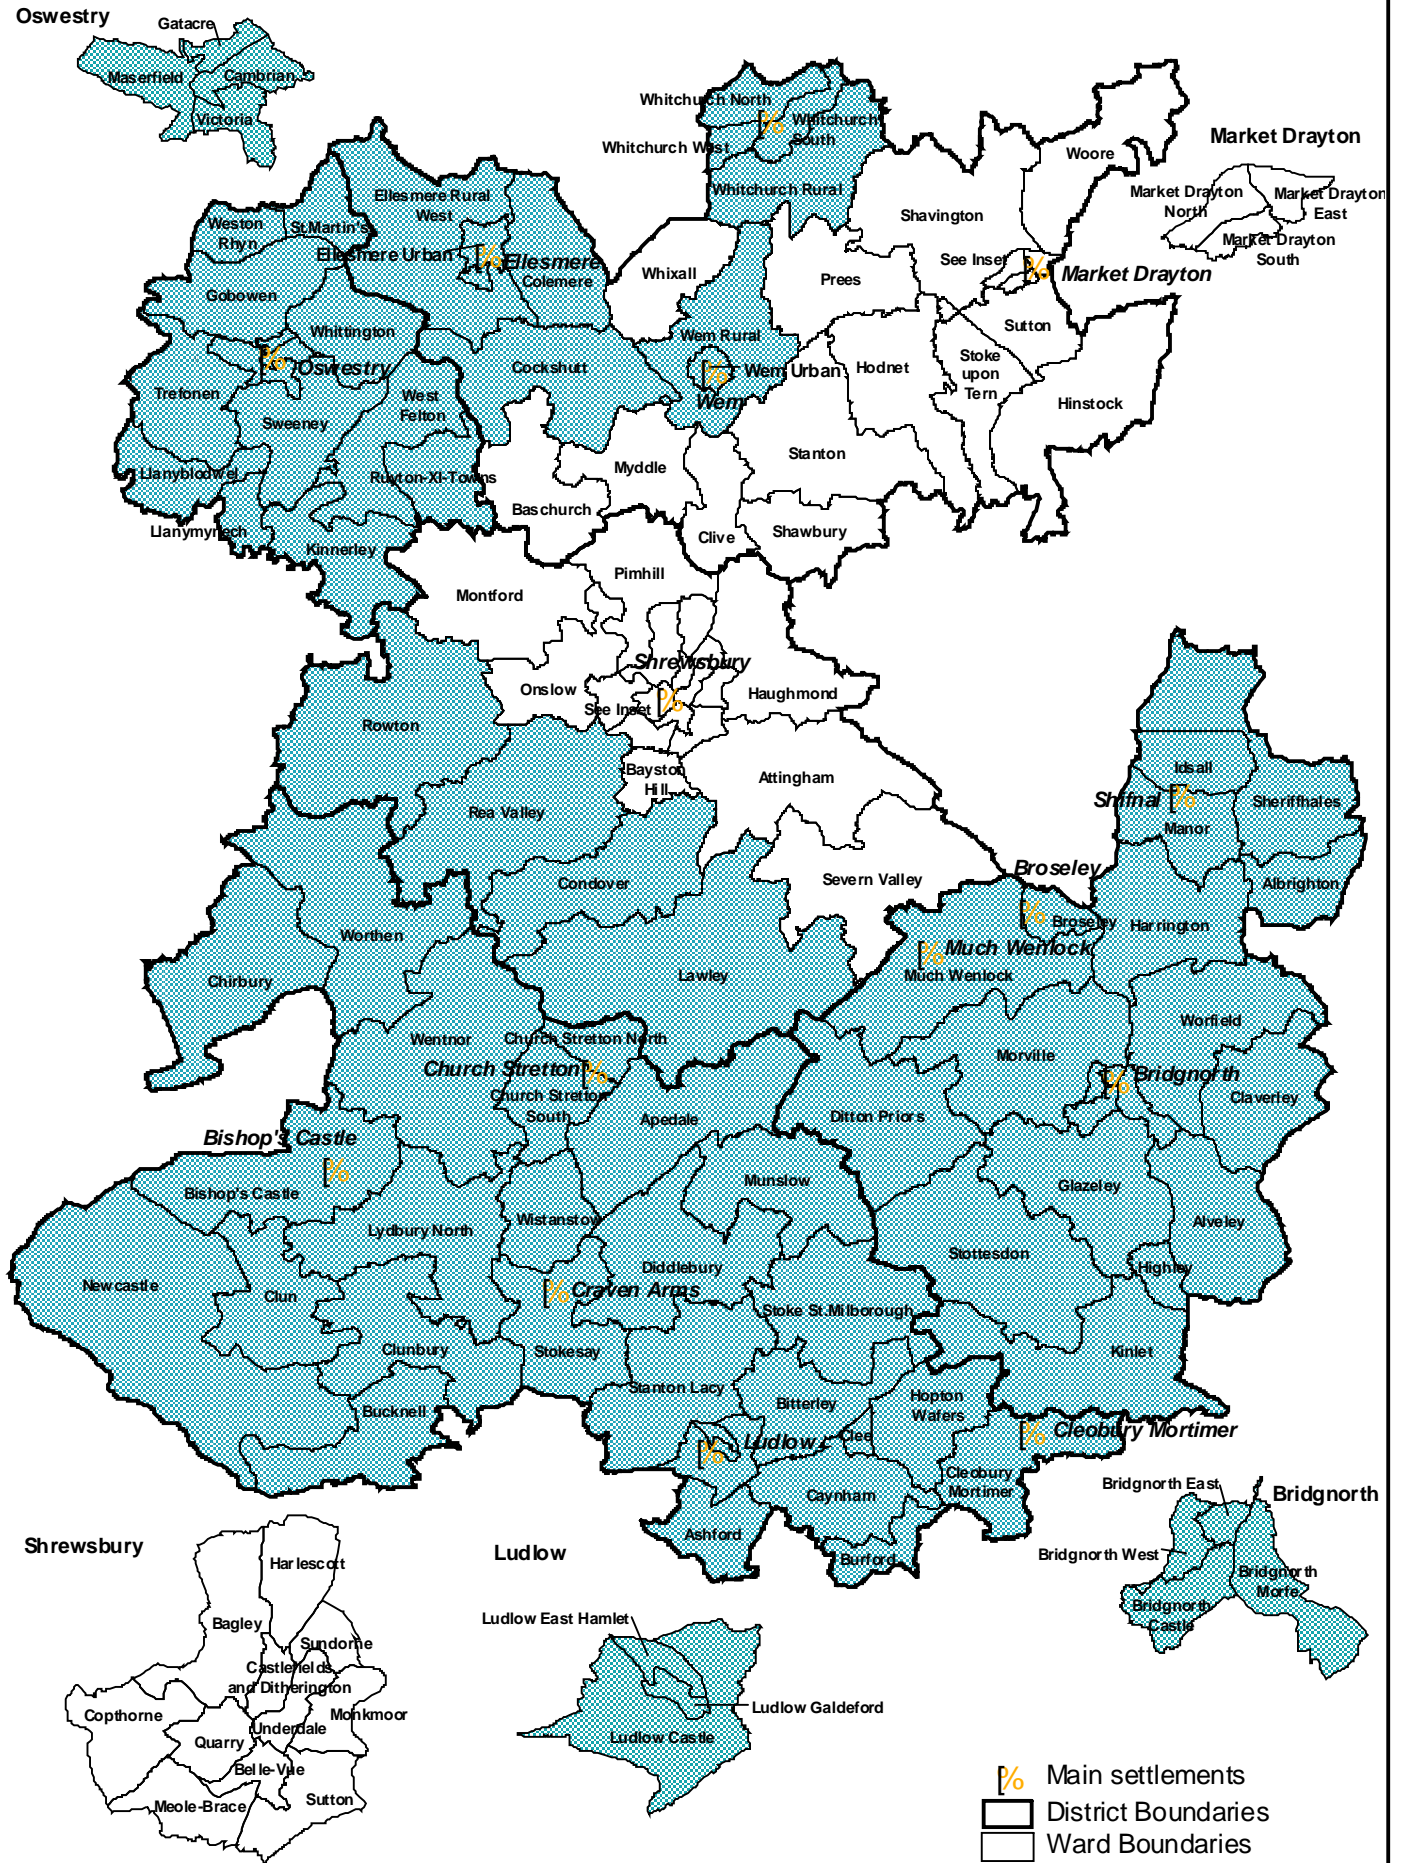 Oswestry
Gatacre
Maserfield
Cambrian
Victoria
Whitchurch North
Whitchurch
South
Whitchurch West
Whitchurch Rural
Woore
Market Drayton
Market Drayton
North
Market Drayton
East
Market Drayton
South
Ellesmere Rural
West
Weston
Rhyn
St.Martin's
Ellesmere Urban
Ellesmere
Colemere
Shavington
See Inset
Market Drayton
Whixall
Prees
Gobowen
Whittington
Wem Rural
Sutton
Oswestry
Cockshutt
Wem Urban
Wem
Hodnet
Stoke
upon
Tern
Trefonen
West
Felton
Hinstock
Sweeney
Stanton
Llanyblodwel
Ruyton-XI-Towns
Myddle
Baschurch
Llanymynech
Kinnerley
Clive
Shawbury
Pimhill
Montford
Shrewsbury
Onslow
See Inset
Haughmond
Rowton
Bayston
Hill
Attingham
Idsall
Shifnal
Sheriffhales
Manor
Rea Valley
Condover
Severn Valley
Broseley
Albrighton
Broseley
Harrington
Worthen
Much Wenlock
Much Wenlock
Chirbury
Lawley
Worfield
Wentnor
Church Stretton North
Morville
Church Stretton
Bridgnorth
Church Stretton
South
Claverley
Apedale
Ditton Priors
Bishop's Castle
Bishop's Castle
Munslow
Glazeley
Lydbury North
Wistanstow
Alveley
Stottesdon
Newcastle
Clun
Diddlebury
Highley
Craven Arms
Stoke St.Milborough
Clunbury
Stokesay
Kinlet
Stanton Lacy
Bitterley
Hopton
Wafers
Bucknell
Clee
Cleobury Mortimer
Ludlow
Cleobury
Mortimer
Caynham
Ashford
Burford
Bridgnorth East
Bridgnorth
Bridgnorth West
Bridgnorth
Morfe
Bridgnorth
Castle
Shrewsbury
Harlescott
Bagley
Sundorne
Castlefields
and Ditherington
Copthorne
Monkmoor
Underdale
Quarry
Belle-Vue
Meole-Brace
Sutton
Ludlow
Ludlow East Hamlet
Ludlow Galdeford
Ludlow Castle
Main settlements
District Boundaries
Ward Boundaries